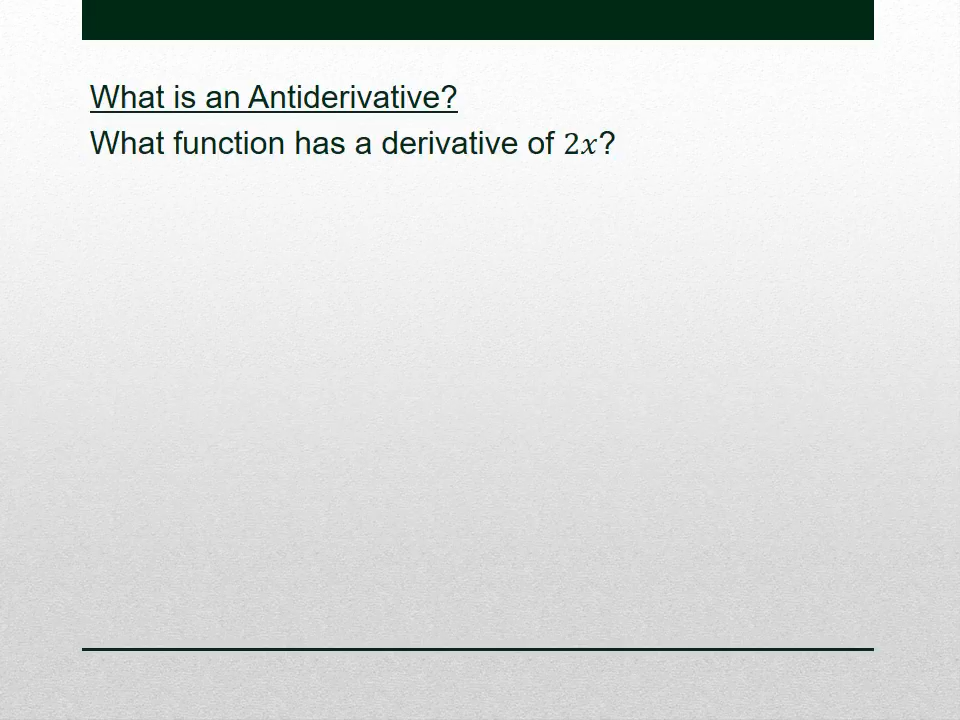 What is an Antiderivative?
What function has a derivative of 2𝑥?